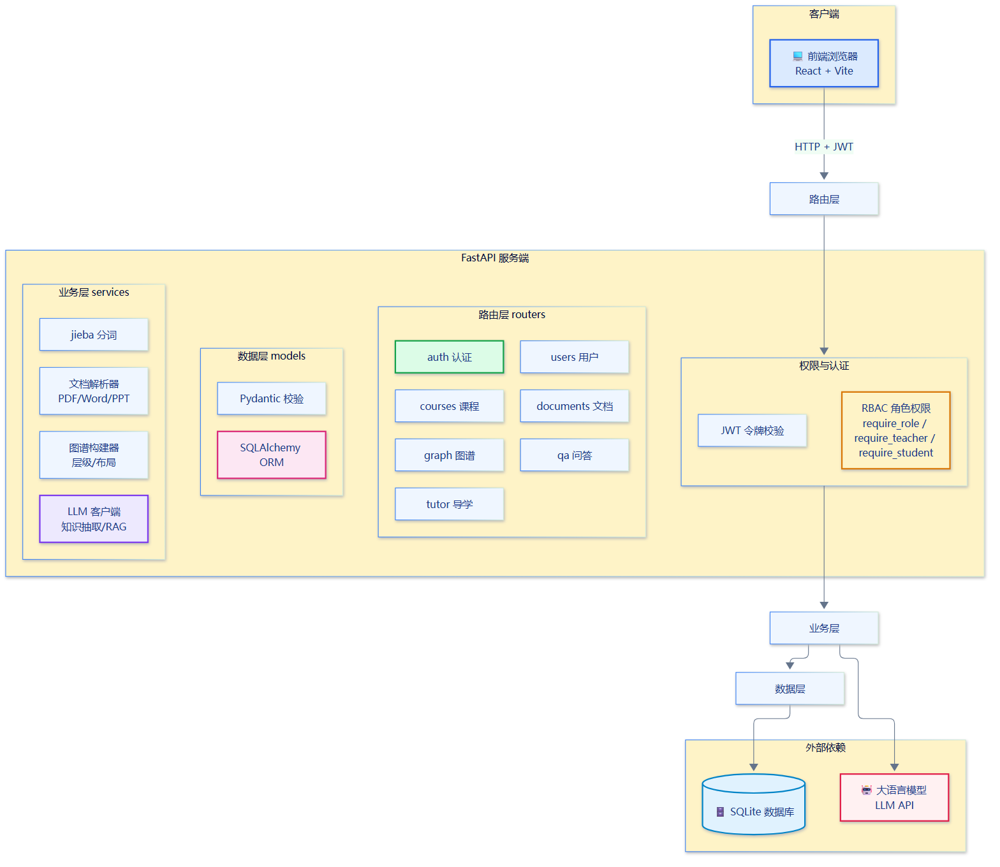 客户端
前端浏览器
React + Vite
HTTP + JWT
路由层
FastAPI 服务端
业务层 services
jieba 分词
文档解析器
PDF/Word/PPT
图谱构建器
层级/布局
LLM 客户端
知识抽取/RAG
数据层 models
Pydantic 校验
SQLAlchemy
ORM
路由层 routers
auth 认证
users 用户
courses 课程
documents 文档
graph 图谱
qa 问答
tutor 导学
权限与认证
JWT 令牌校验
RBAC 角色权限
require_role /
require_teacher /
require_student
业务层
数据层
外部依赖
SQLite 数据库
大语言模型
LLM API